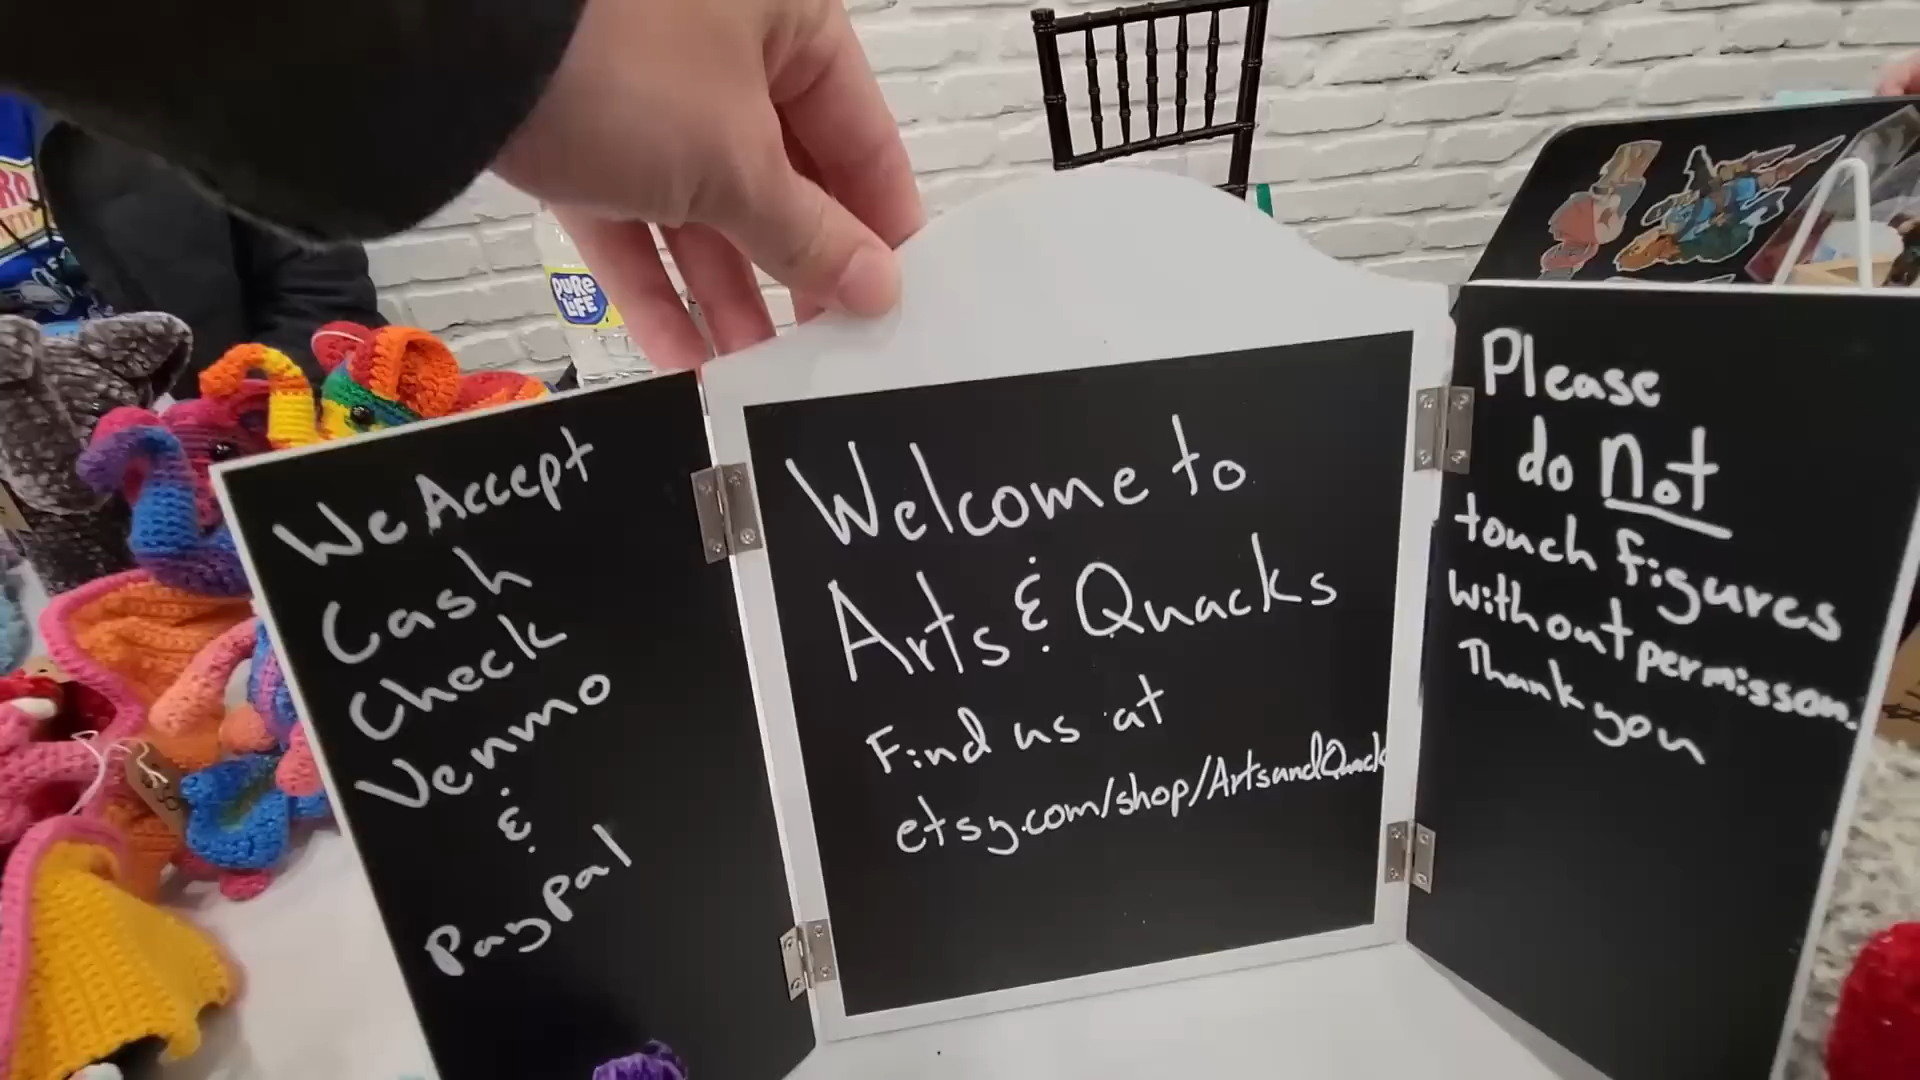 We Accept
Cash
Check
Venmo
&
Paypal
Welcome to
Arts & Quacks
Find us at
etsy.com/shop/ArtsandQuack
Please
do not
touch figures
without permisson.
Thank you
PURE
LIFE